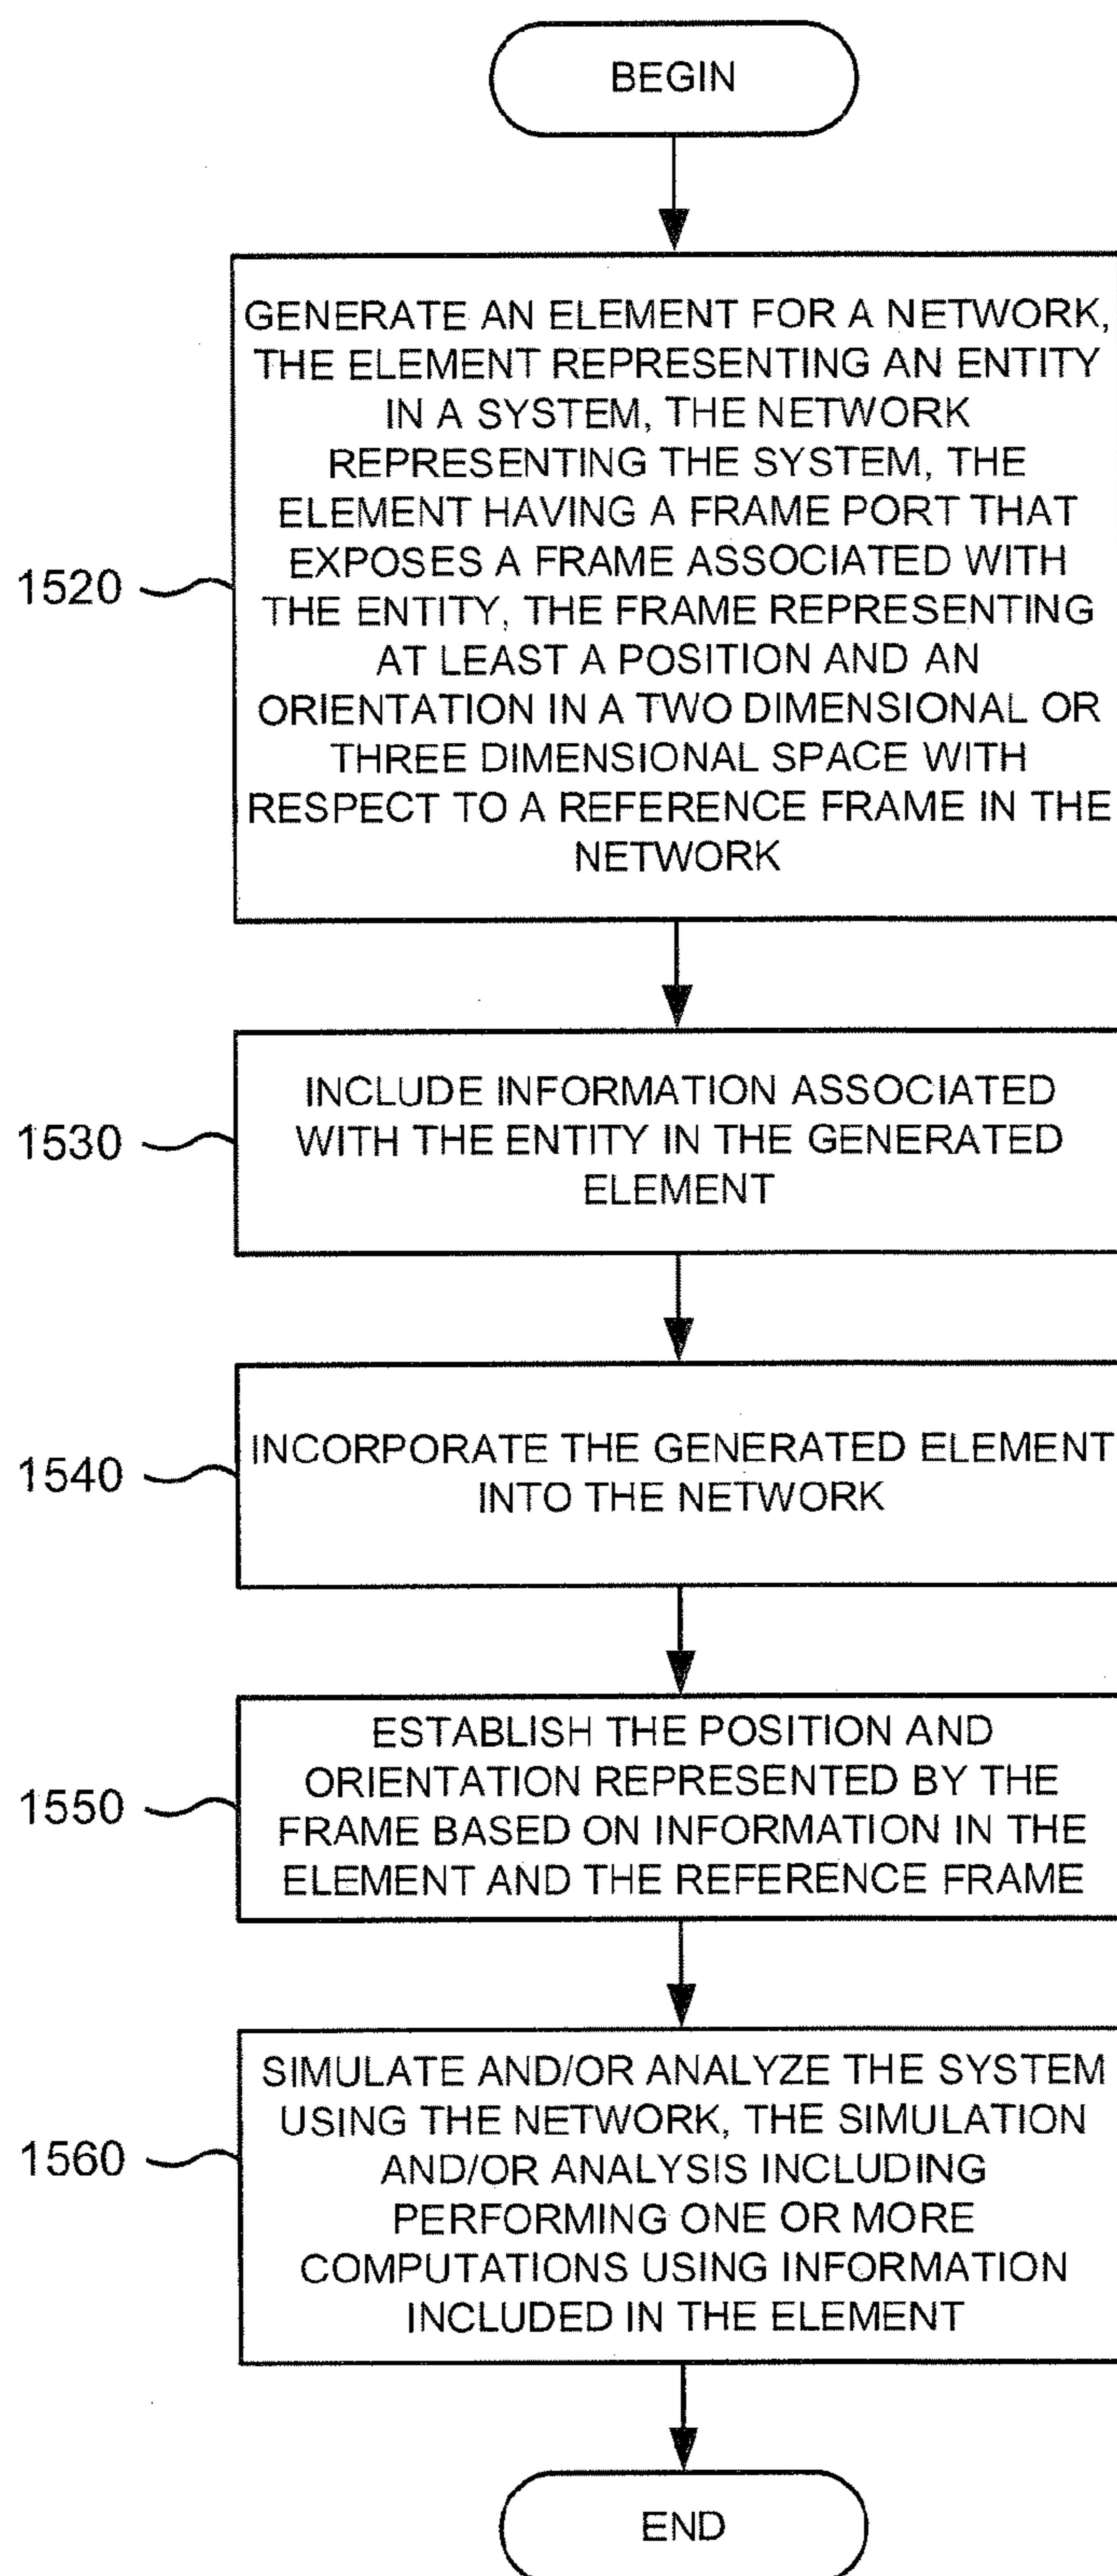 BEGIN
GENERATE AN ELEMENT FOR A NETWORK,
THE ELEMENT REPRESENTING AN ENTITY
IN A SYSTEM, THE NETWORK
REPRESENTING THE SYSTEM, THE
ELEMENT HAVING A FRAME PORT THAT
EXPOSES A FRAME ASSOCIATED WITH
1520
THE ENTITY, THE FRAME REPRESENTING
AT LEAST A POSITION AND AN
ORIENTATION IN A TWO DIMENSIONAL OR
THREE DIMENSIONAL SPACE WITH
RESPECT TO A REFERENCE FRAME IN THE
NETWORK
INCLUDE INFORMATION ASSOCIATED
1530
WITH THE ENTITY IN THE GENERATED
ELEMENT
INCORPORATE THE GENERATED ELEMENT
1540
INTO THE NETWORK
ESTABLISH THE POSITION AND
ORIENTATION REPRESENTED BY THE
1550
FRAME BASED ON INFORMATION IN THE
ELEMENT AND THE REFERENCE FRAME
SIMULATE AND/OR ANALYZE THE SYSTEM
USING THE NETWORK, THE SIMULATION
1560
AND/OR ANALYSIS INCLUDING
PERFORMING ONE OR MORE
COMPUTATIONS USING INFORMATION
INCLUDED IN THE ELEMENT
END